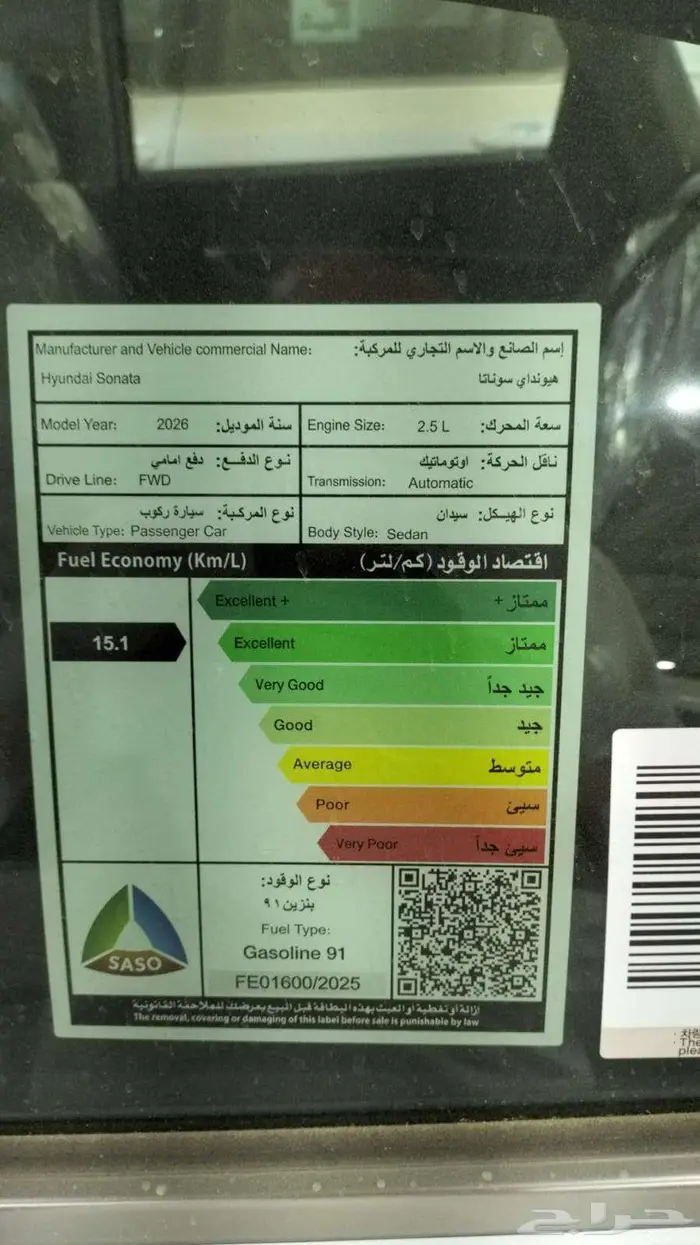 Manufacturer and Vehicle commercial Name: إسم الصانع والاسم التجاري للمركبة:
Hyundai Sonata هيونداي سوناتا
Model Year: 2026 سنة الموديل: Engine Size: 2.5 L سعة المحرك:
نوع الدفع: دفع امامي ناقل الحركة: اوتوماتيك
Drive Line: FWD Transmission: Automatic
نوع المركبة: سيارة ركوب نوع الهيكل: سيدان
Vehicle Type: Passenger Car Body Style: Sedan
Fuel Economy (Km/L) اقتصاد الوقود (كم/لتر)
Excellent + ممتاز +
15.1 Excellent ممتاز
Very Good جيد جداً
Good جيد
Average متوسط
Poor سيئ
Very Poor سيئ جداً
نوع الوقود:
بنزين ٩١
Fuel Type:
Gasoline 91
SASO
FE01600/2025
إزالة أو تغطية أو العبث بهذه البطاقة قبل البيع يعرضك للملاحقة القانونية
The removal, covering or damaging of this label before sale is punishable by law
The
حراج